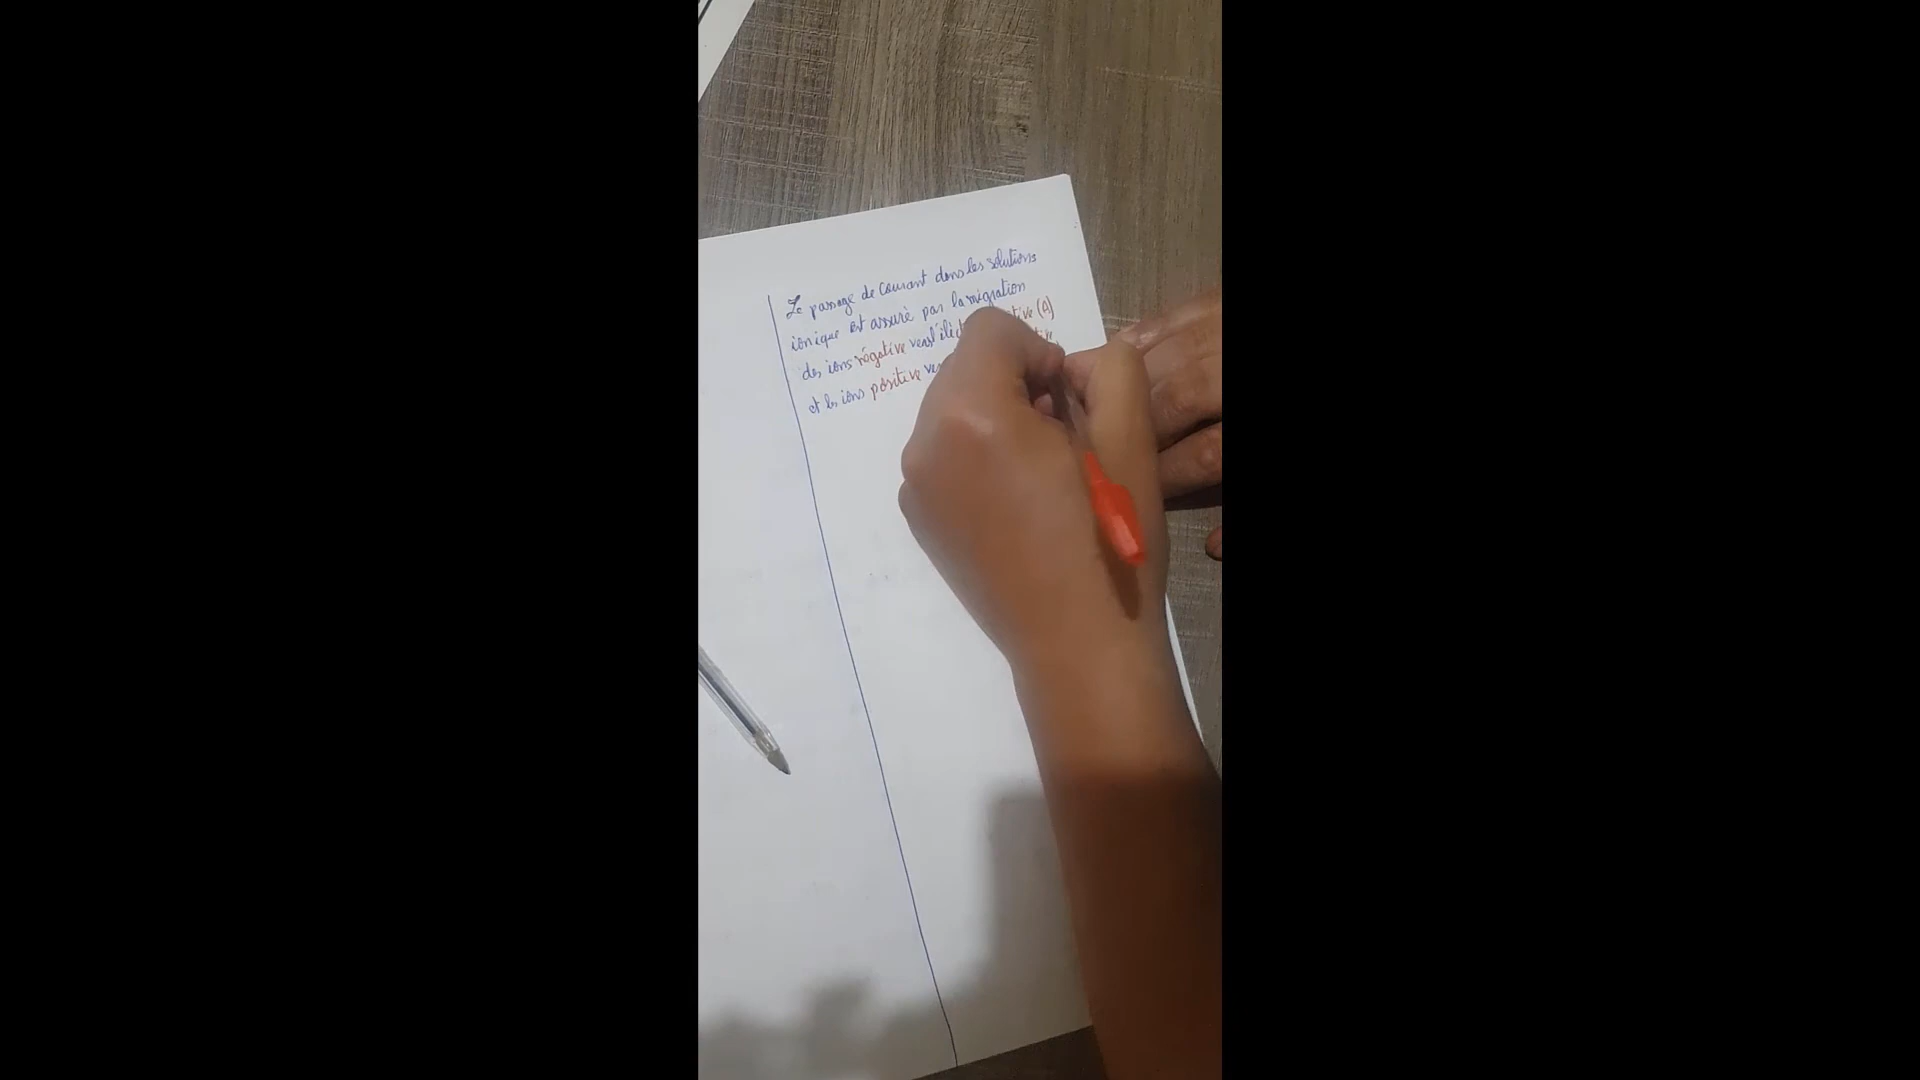 Le passage de courant dans les solutions
ionique est assuré par la migration
des ions négative vers l'
et les ions positive